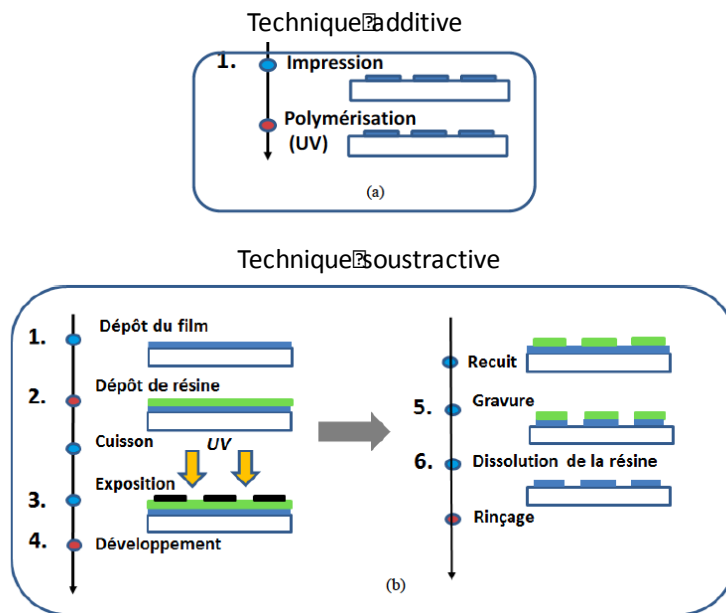 Technique additive
1. Impression
Polymérisation
(UV)
(a)
Technique soustractive
1. Dépôt du film
2. Dépôt de résine
Cuisson
UV
3. Exposition
4. Développement
Recuit
5. Gravure
6. Dissolution de la résine
Rinçage
(b)